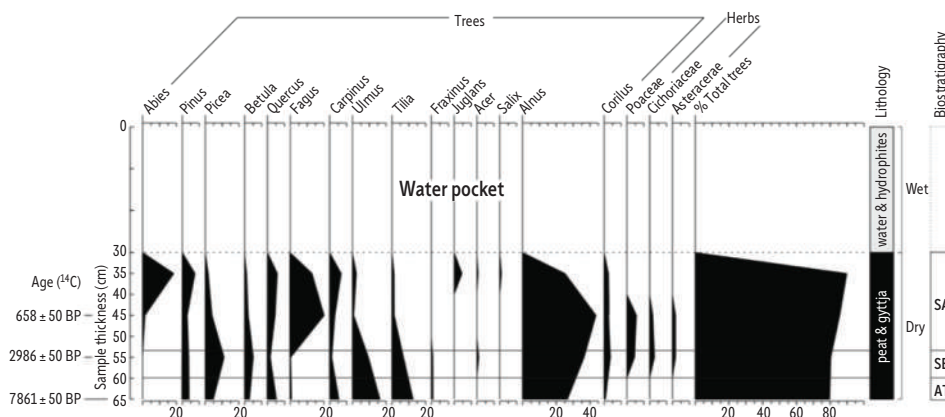 Trees
Herbs
Abies
Pinus
Picea
Betula
Quercus
Fagus
Carpinus
Ulmus
Tilia
Fraxinus
Juglans
Acer
Salix
Alnus
Corilus
Poaceae
Cichoriaceae
Asteracerae
% Total trees
Lithology
Biostratigraphy
0
Water pocket
water & hydrophites
Wet
30
Age (¹⁴C)
35
40
658 ± 50 BP
45
Sample thickness (cm)
peat & gyttja
Dry
SA
2986 ± 50 BP
55
SB
60
AT
7861 ± 50 BP
65
20 20 20 20 20 20 40 20 40 60 80